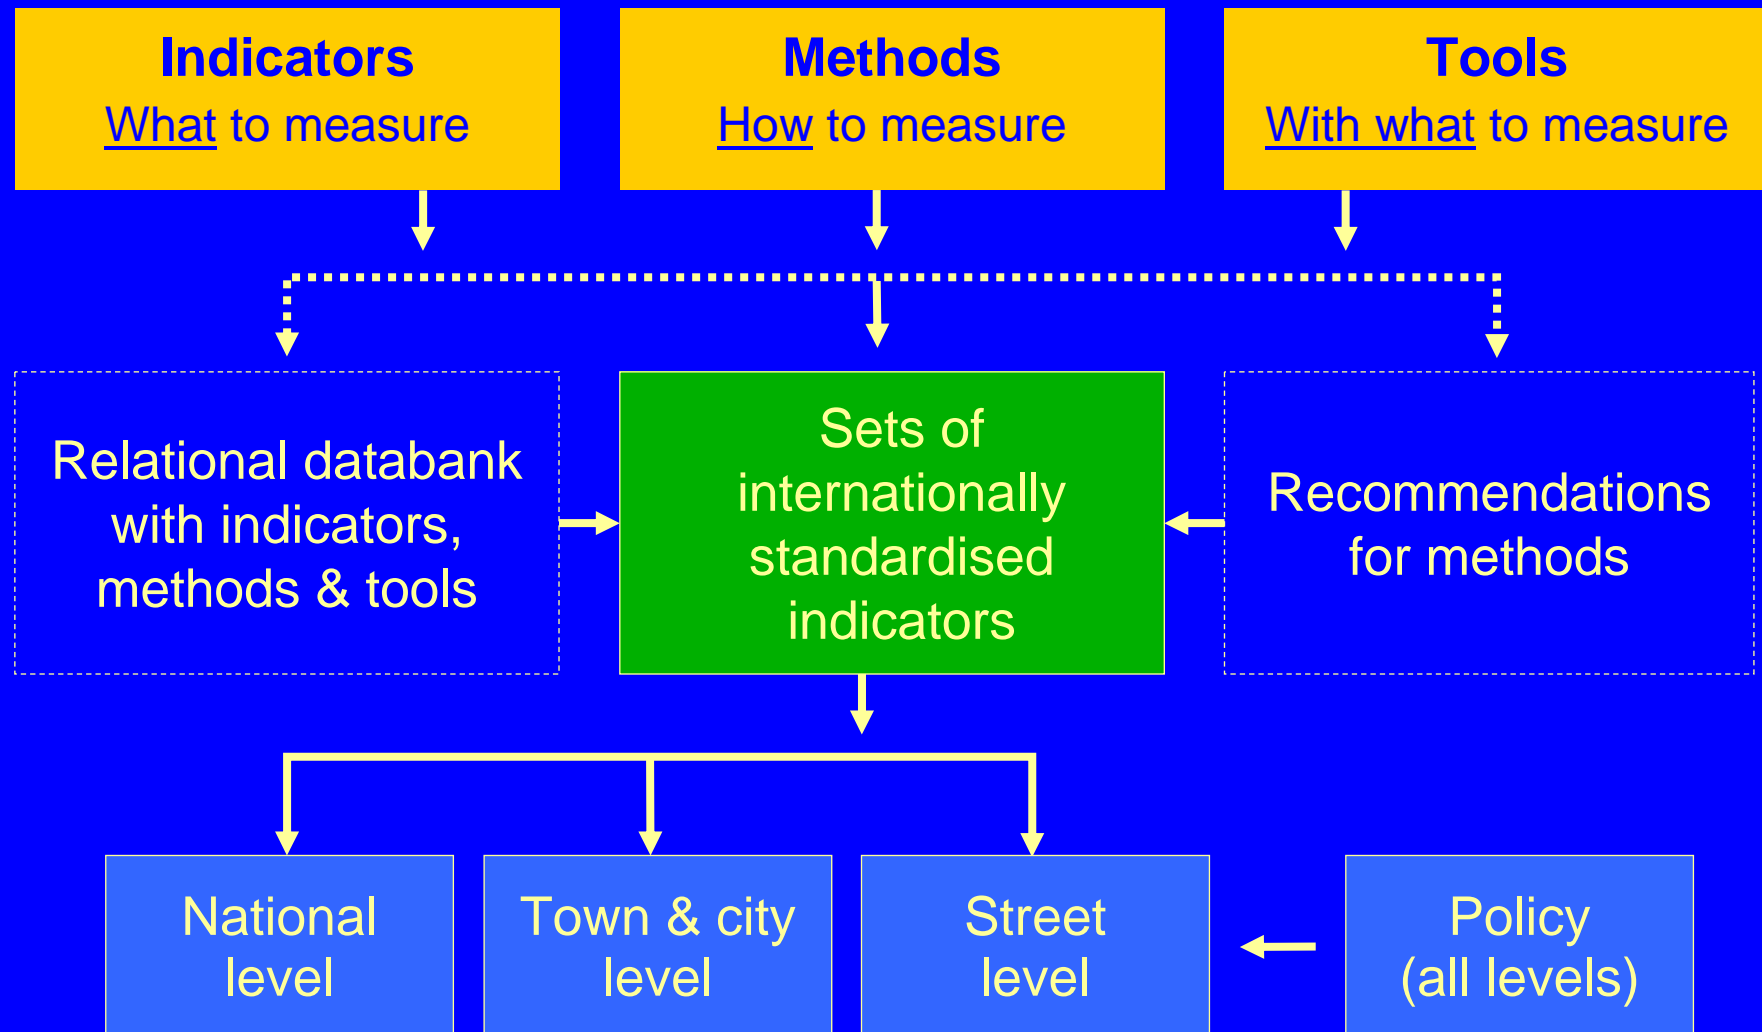 Indicators
What to measure
Methods
How to measure
Tools
With what to measure
Relational databank
with indicators,
methods & tools
Sets of
internationally
standardised
indicators
Recommendations
for methods
National
level
Town & city
level
Street
level
Policy
(all levels)